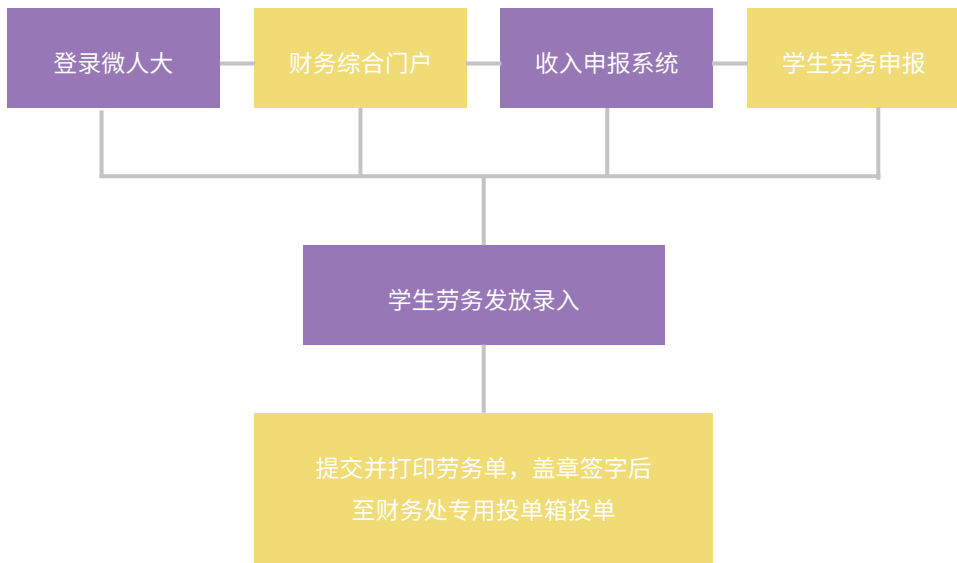 登录微人大
财务综合门户
收入申报系统
学生劳务申报
学生劳务发放录入
提交并打印劳务单，盖章签字后
至财务处专用投单箱投单